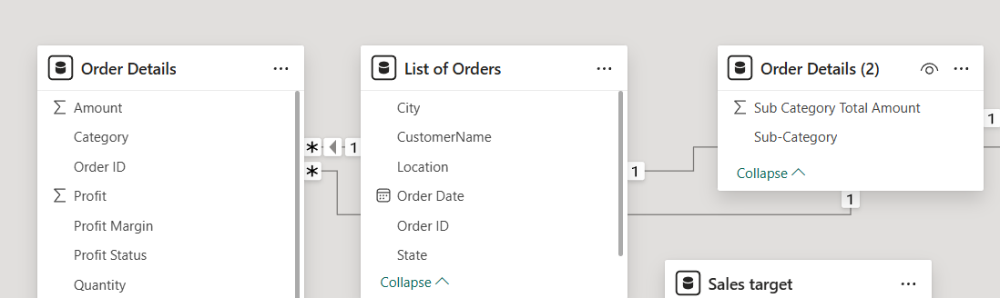 Order Details
Amount
Category
Order ID
Profit
Profit Margin
Profit Status
Quantity
*
1
*
List of Orders
City
CustomerName
Location
Order Date
Order ID
State
Collapse
1
Order Details (2)
Sub Category Total Amount
Sub-Category
Collapse
1
1
Sales target